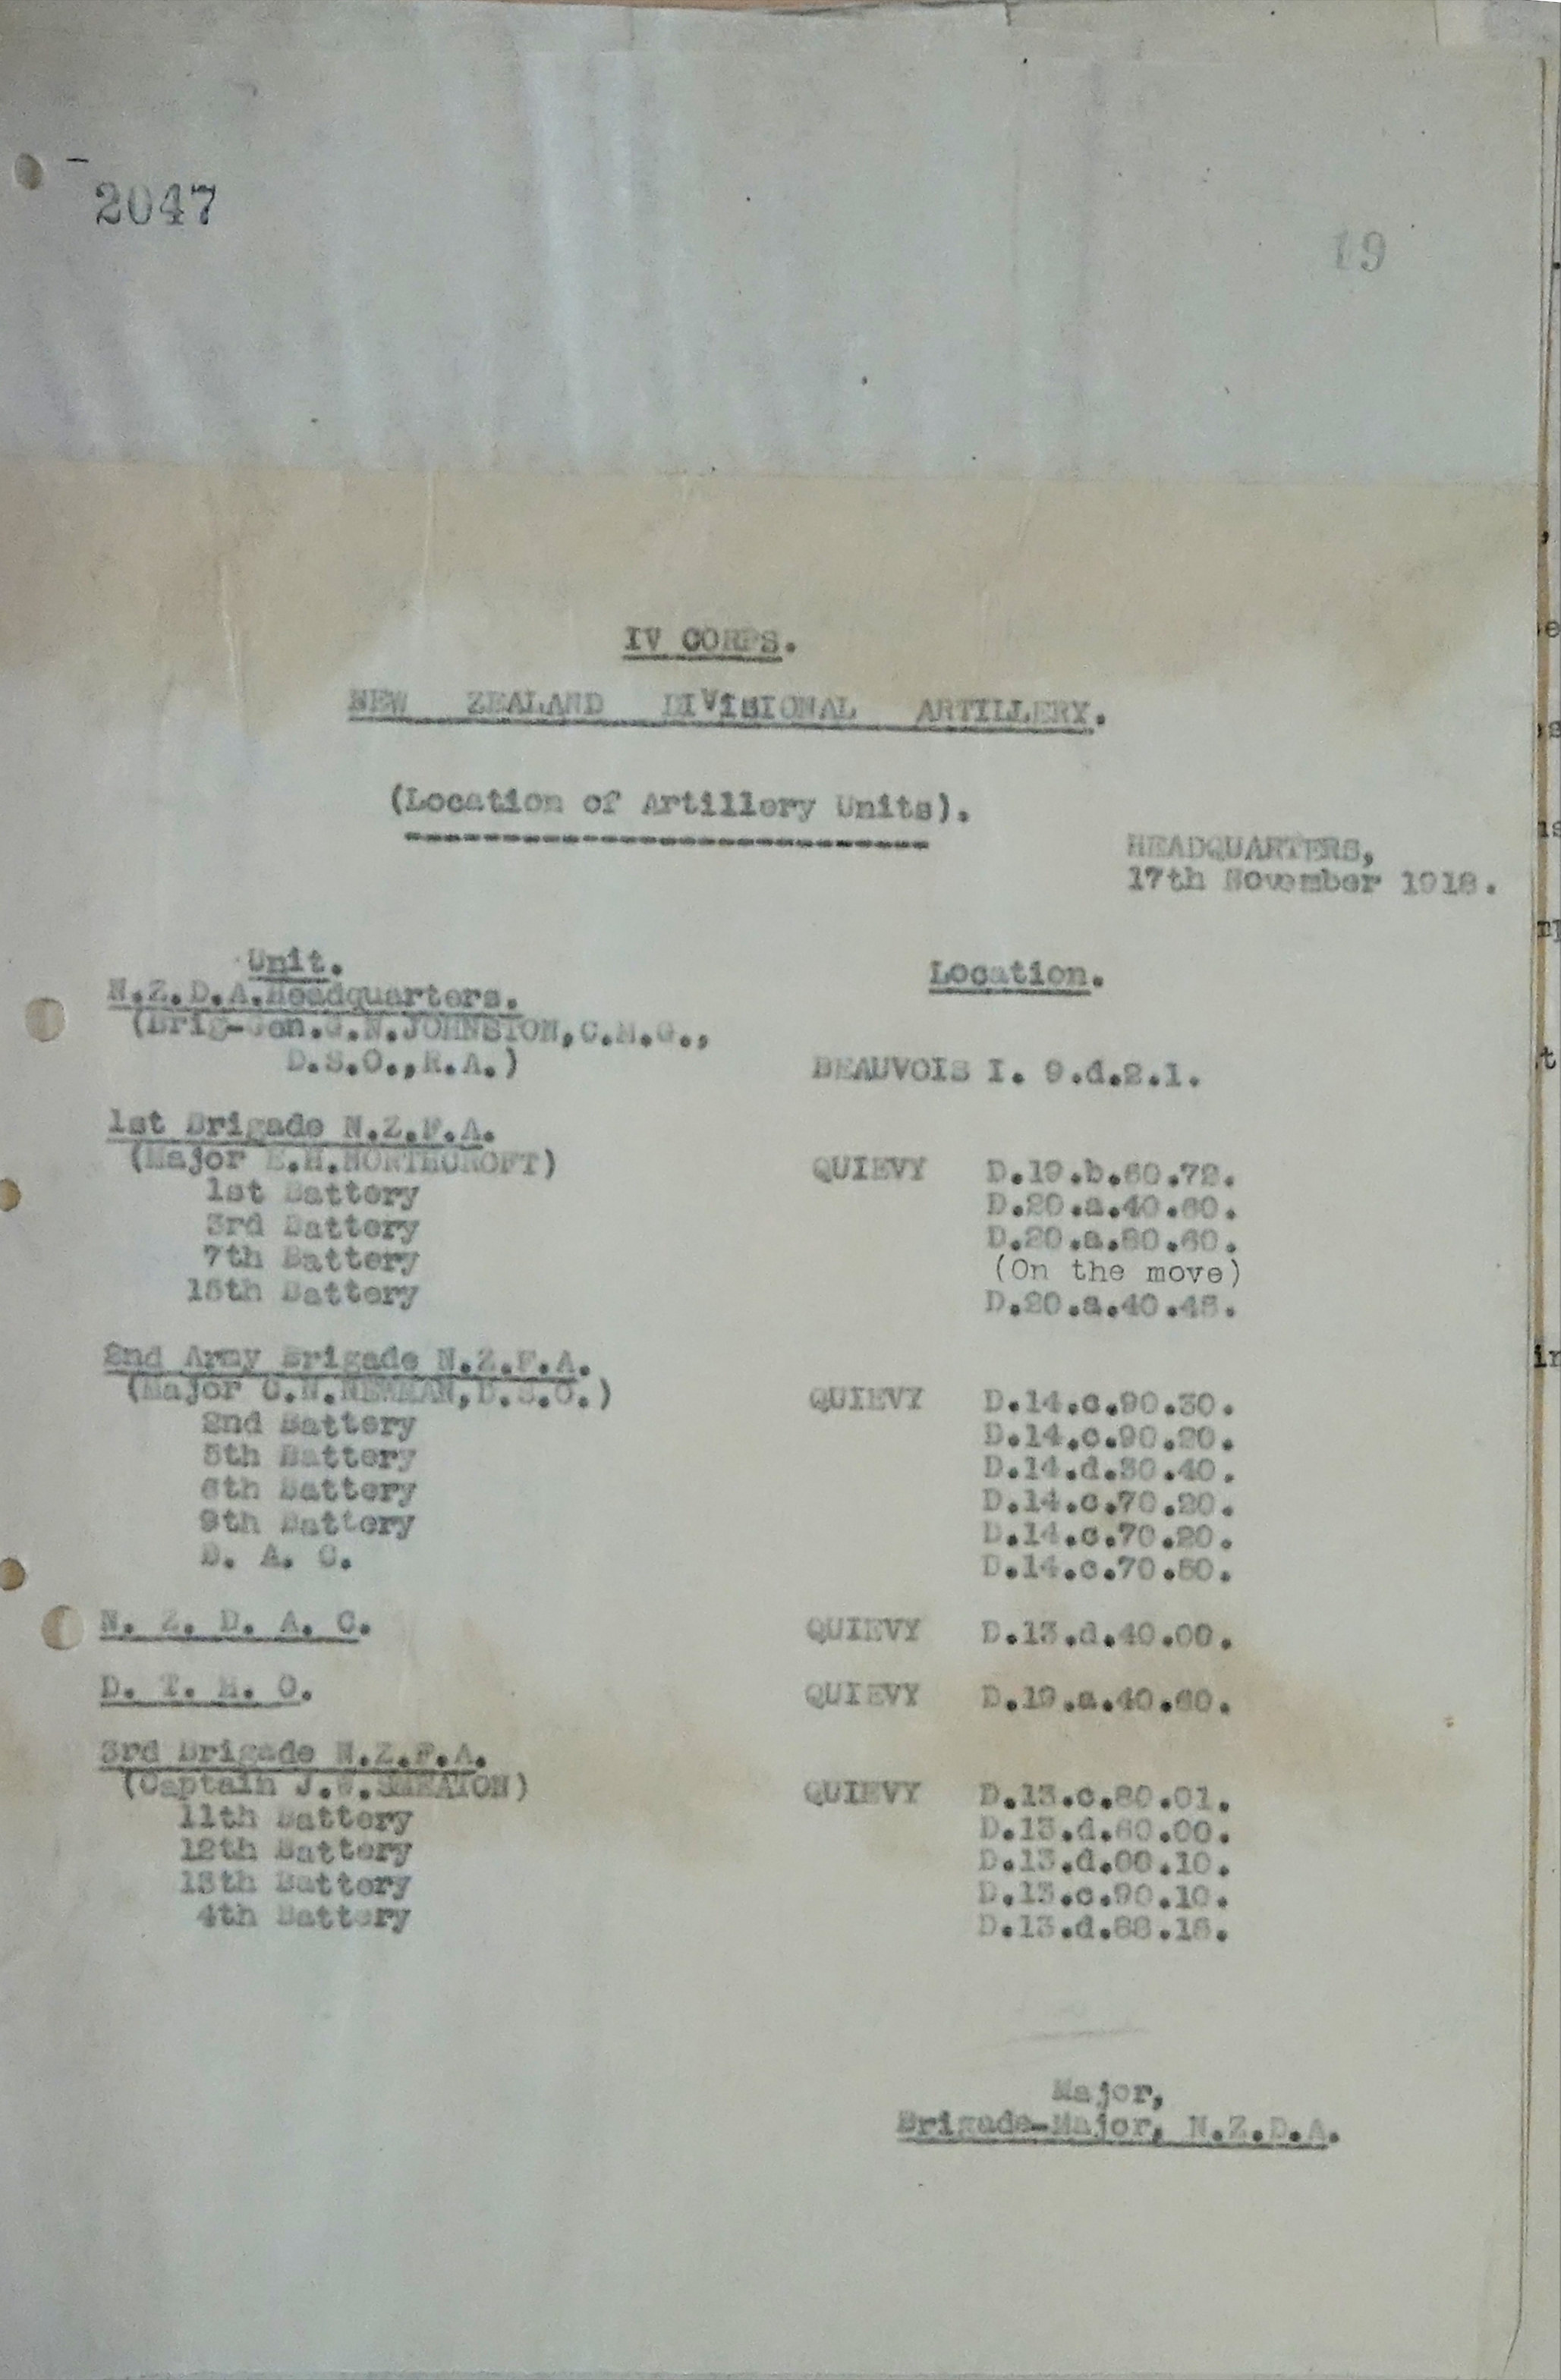 2047
19
IV CORPS.
NEW ZEALAND DIVISIONAL ARTILLERY.
(Location of Artillery Units).
HEADQUARTERS,
17th November 1918.
Unit.
Location.
N.Z.D.A.Headquarters.
(Brig-Gen.G.N.JOHNSTON,C.M.G.,
D.S.O.,R.A.) BEAUVOIS I. 9.d.2.1.
1st Brigade N.Z.F.A.
(Major E.H.NORTHCROFT) QUIEVY D.19.b.60.72.
1st Battery D.20.a.40.60.
3rd Battery D.20.a.80.60.
7th Battery (On the move)
15th Battery D.20.a.40.45.
2nd Army Brigade N.Z.F.A.
(Major C.N.NEWMAN,D.S.O.) QUIEVY D.14.c.90.30.
2nd Battery D.14.c.90.20.
5th Battery D.14.d.30.40.
6th Battery D.14.c.70.20.
9th Battery D.14.c.70.20.
B. A. C. D.14.c.70.50.
N. Z. D. A. C. QUIEVY D.13.d.40.00.
D. T. M. O. QUIEVY D.19.a.40.60.
3rd Brigade N.Z.F.A.
(Captain J.W.SMEATON) QUIEVY D.13.c.80.01.
11th Battery D.13.d.60.00.
12th Battery D.13.d.00.10.
13th Battery D.13.c.90.10.
4th Battery D.13.d.88.16.
Major,
Brigade-Major, N.Z.D.A.